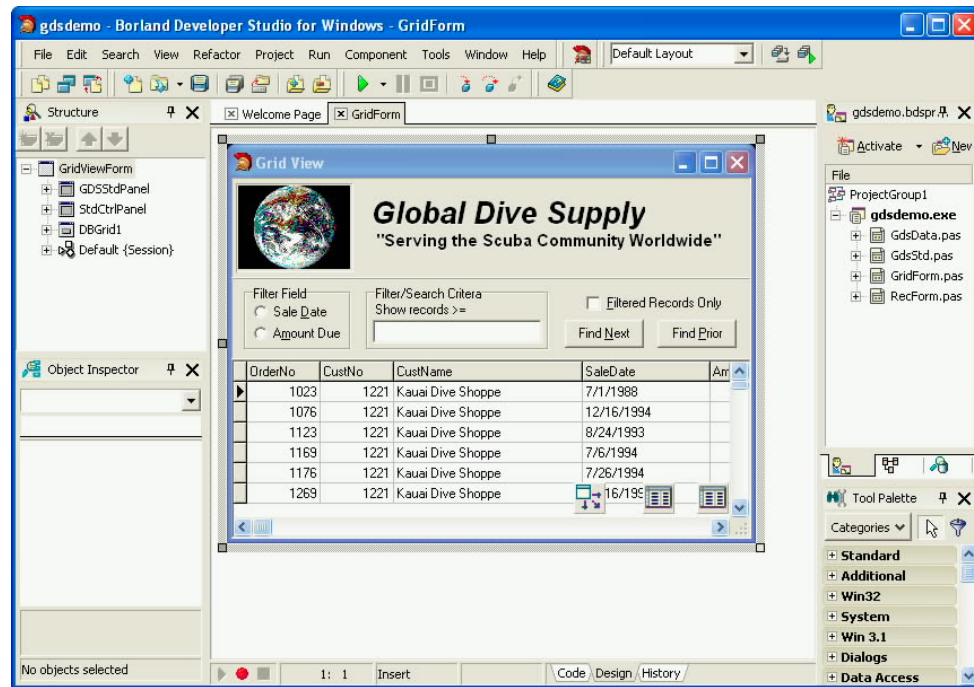 gdsdemo - Borland Developer Studio for Windows - GridForm
File Edit Search View Refactor Project Run Component Tools Window Help Default Layout
Structure
GridViewForm
GDSStdPanel
StdCtrlPanel
DBGrid1
Default {Session}
Object Inspector
No objects selected
Welcome Page GridForm
Grid View
Global Dive Supply
"Serving the Scuba Community Worldwide"
Filter Field
Sale Date
Amount Due
Filter/Search Critera
Show records >=
Filtered Records Only
Find Next Find Prior
OrderNo CustNo CustName SaleDate Am
1023 1221 Kauai Dive Shoppe 7/1/1988
1076 1221 Kauai Dive Shoppe 12/16/1994
1123 1221 Kauai Dive Shoppe 8/24/1993
1169 1221 Kauai Dive Shoppe 7/6/1994
1176 1221 Kauai Dive Shoppe 7/26/1994
1269 1221 Kauai Dive Shoppe 16/199
1: 1 Insert Code Design History
gdsdemo.bdspr
Activate Nev
File
ProjectGroup1
gdsdemo.exe
GdsData.pas
GdsStd.pas
GridForm.pas
RecForm.pas
Tool Palette
Categories
Standard
Additional
Win32
System
Win 3.1
Dialogs
Data Access